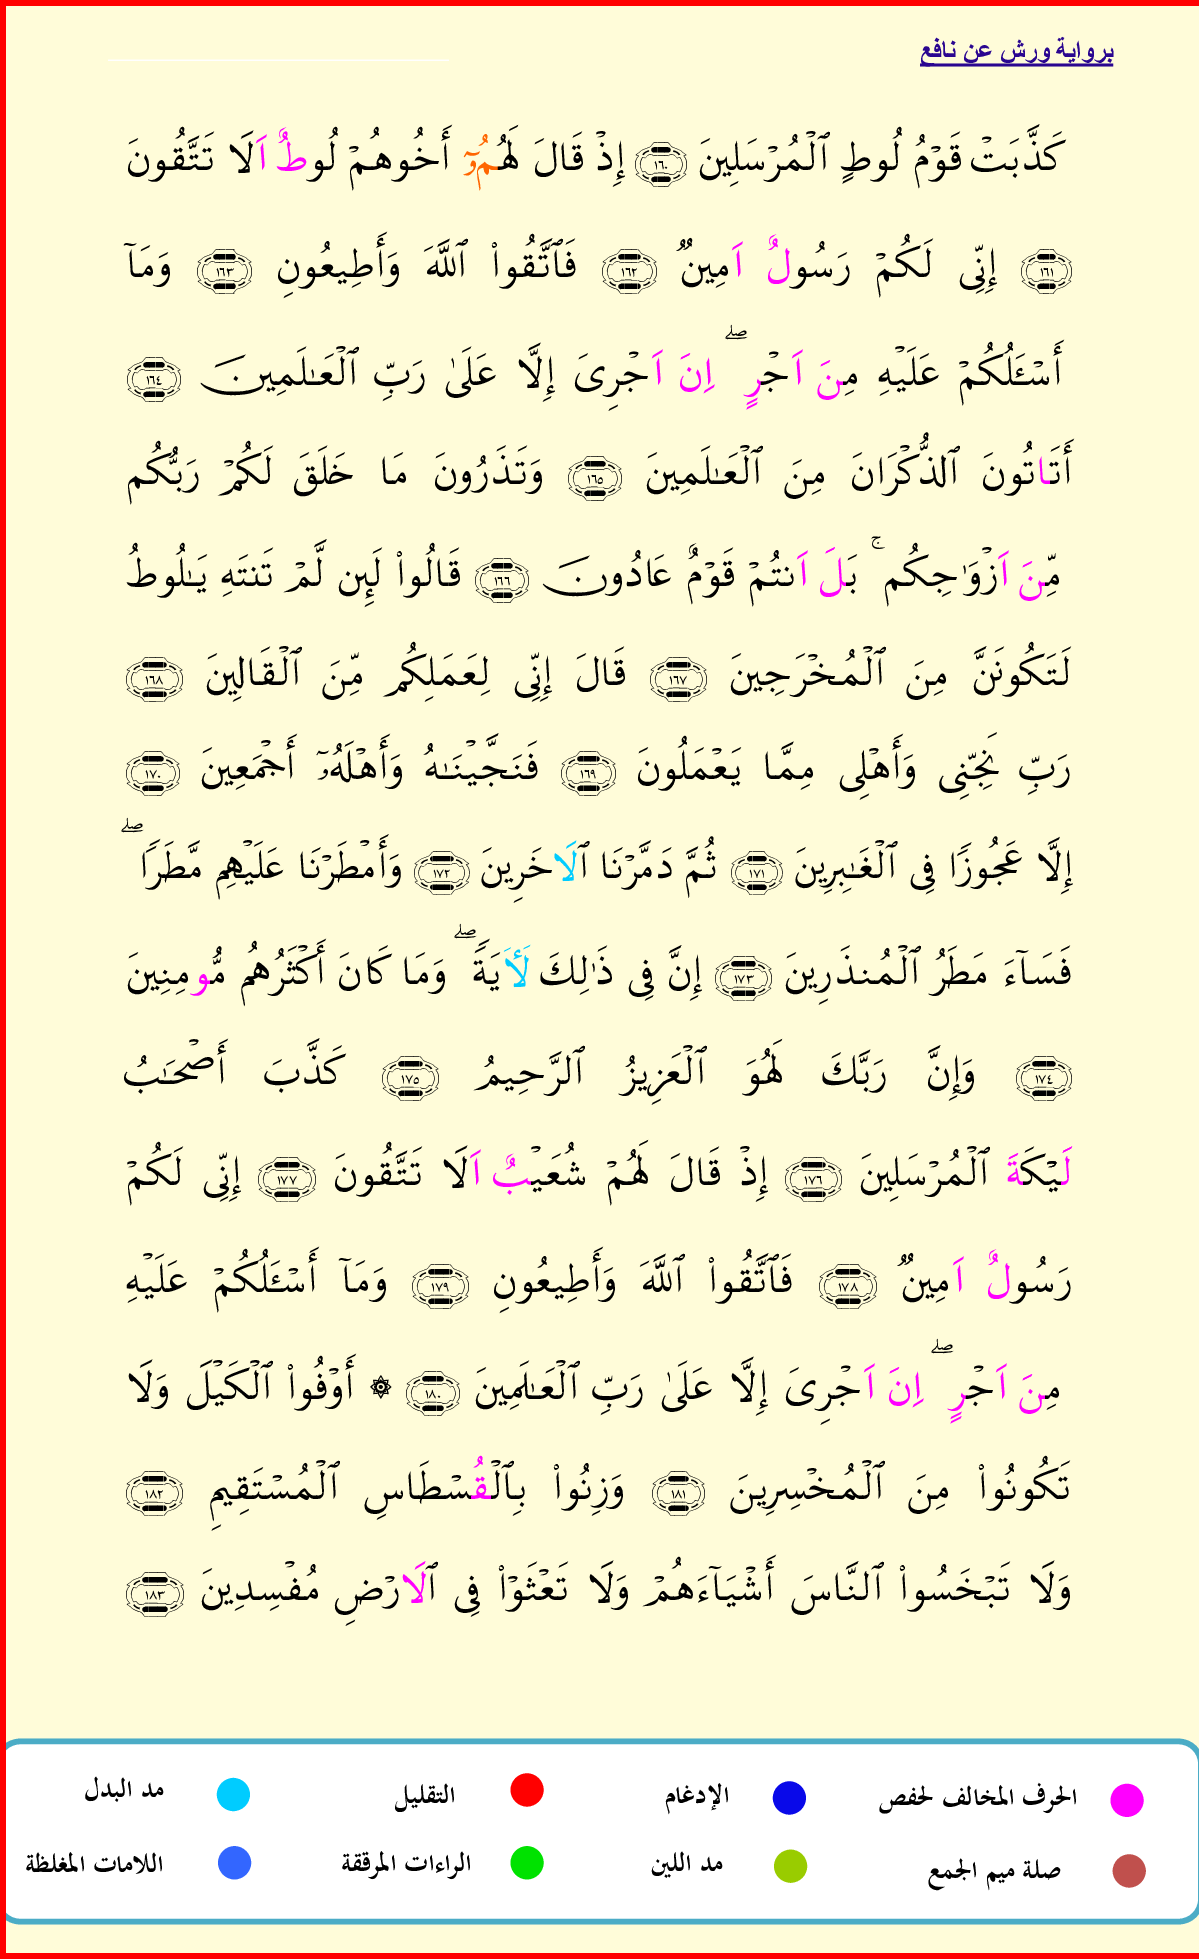 برواية ورش عن نافع
كَذَّبَتْ قَوْمُ لُوطٍ ٱلْمُرْسَلِينَ ١٦٠ إِذْ قَالَ لَهُمُۥٓ أَخُوهُمْ لُوطٌ اَلَا تَتَّقُونَ
١٦١ إِنِّى لَكُمْ رَسُولٌ اَمِينٌ ١٦٢ فَٱتَّقُوا۟ ٱللَّهَ وَأَطِيعُونِ ١٦٣ وَمَآ
أَسْـَٔلُكُمْ عَلَيْهِ مِنَ اَجْرٍ ۖ اِنَ اَجْرِىَ إِلَّا عَلَىٰ رَبِّ ٱلْعَـٰلَمِينَ ١٦٤
أَتَاتُونَ ٱلذُّكْرَانَ مِنَ ٱلْعَـٰلَمِينَ ١٦٥ وَتَذَرُونَ مَا خَلَقَ لَكُمْ رَبُّكُم
مِّنَ اَزْوَٰجِكُم ۚ بَلَ اَنتُمْ قَوْمٌ عَادُونَ ١٦٦ قَالُوا۟ لَئِن لَّمْ تَنتَهِ يَـٰلُوطُ
لَتَكُونَنَّ مِنَ ٱلْمُخْرَجِينَ ١٦٧ قَالَ إِنِّى لِعَمَلِكُم مِّنَ ٱلْقَالِينَ ١٦٨
رَبِّ نَجِّنِى وَأَهْلِى مِمَّا يَعْمَلُونَ ١٦٩ فَنَجَّيْنَـٰهُ وَأَهْلَهُۥٓ أَجْمَعِينَ ١٧٠
إِلَّا عَجُوزًا فِى ٱلْغَـٰبِرِينَ ١٧١ ثُمَّ دَمَّرْنَا ٱلَاخَرِينَ ١٧٢ وَأَمْطَرْنَا عَلَيْهِم مَّطَرًا ۖ
فَسَآءَ مَطَرُ ٱلْمُنذَرِينَ ١٧٣ إِنَّ فِى ذَٰلِكَ لَأَيَةً ۖ وَمَا كَانَ أَكْثَرُهُم مُّومِنِينَ
١٧٤ وَإِنَّ رَبَّكَ لَهُوَ ٱلْعَزِيزُ ٱلرَّحِيمُ ١٧٥ كَذَّبَ أَصْحَـٰبُ
لَيْكَةَ ٱلْمُرْسَلِينَ ١٧٦ إِذْ قَالَ لَهُمْ شُعَيْبٌ اَلَا تَتَّقُونَ ١٧٧ إِنِّى لَكُمْ
رَسُولٌ اَمِينٌ ١٧٨ فَٱتَّقُوا۟ ٱللَّهَ وَأَطِيعُونِ ١٧٩ وَمَآ أَسْـَٔلُكُمْ عَلَيْهِ
مِنَ اَجْرٍ ۖ اِنَ اَجْرِىَ إِلَّا عَلَىٰ رَبِّ ٱلْعَـٰلَمِينَ ١٨٠ ۞ أَوْفُوا۟ ٱلْكَيْلَ وَلَا
تَكُونُوا۟ مِنَ ٱلْمُخْسِرِينَ ١٨١ وَزِنُوا۟ بِٱلْقُسْطَاسِ ٱلْمُسْتَقِيمِ ١٨٢
وَلَا تَبْخَسُوا۟ ٱلنَّاسَ أَشْيَآءَهُمْ وَلَا تَعْثَوْا۟ فِى ٱلَارْضِ مُفْسِدِينَ ١٨٣
الحرف المخالف لحفص الإدغام التقليل مد البدل
صلة ميم الجمع مد اللين الراءات المرققة اللامات المغلظة